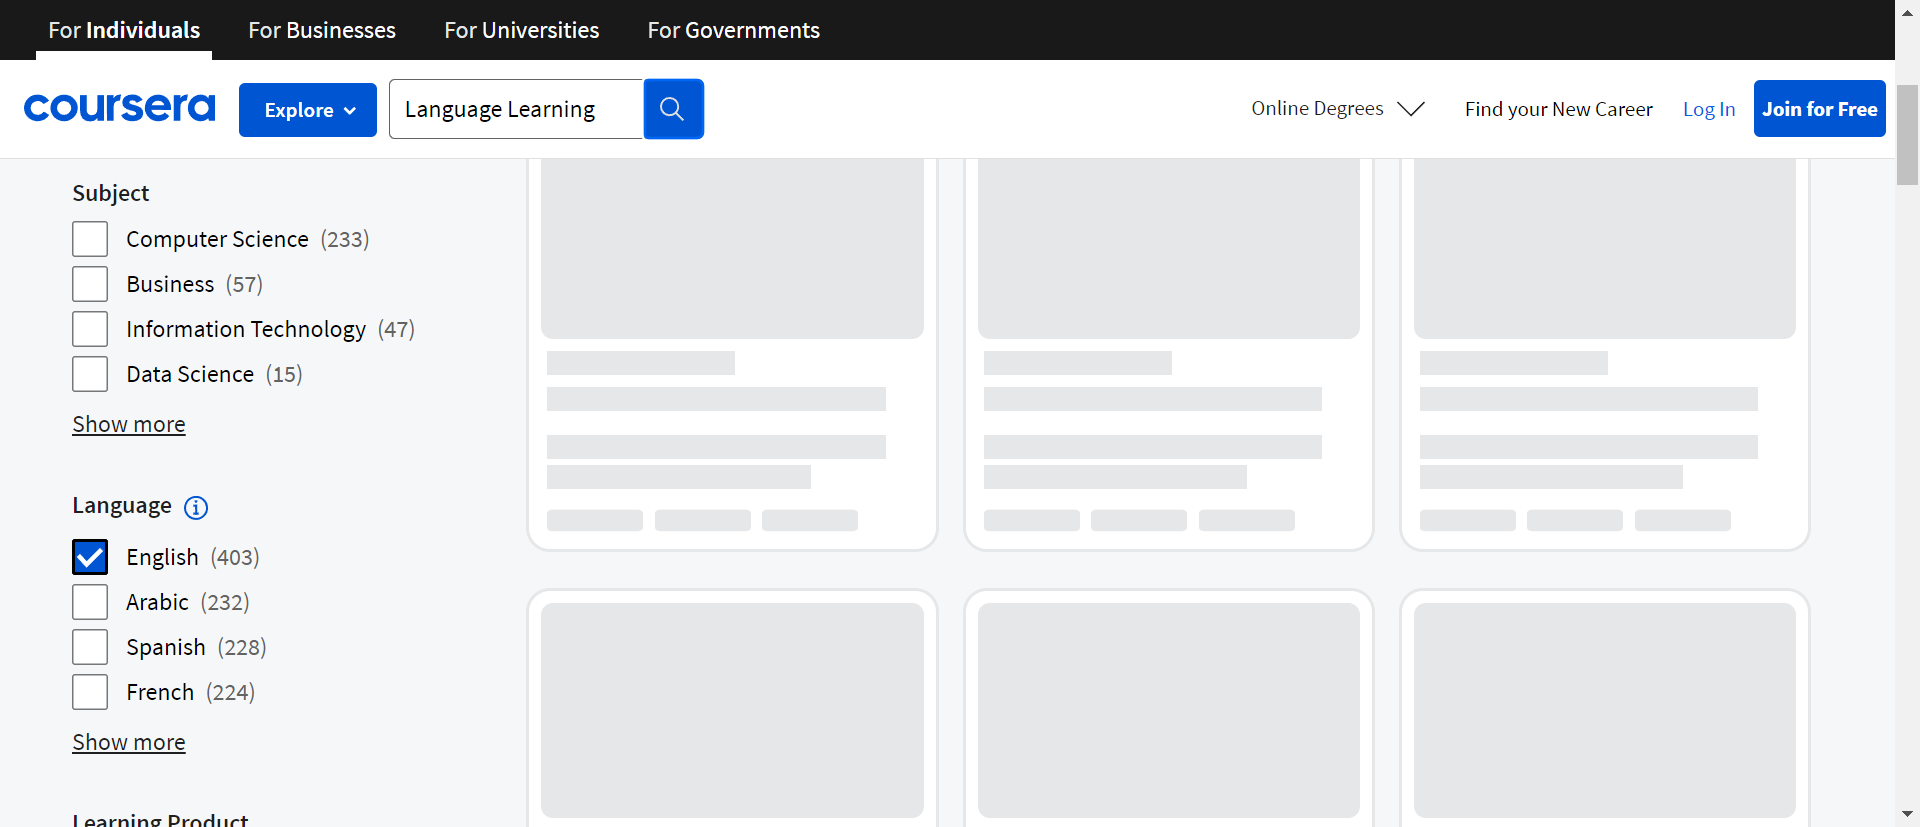 For Individuals For Businesses For Universities For Governments
coursera Explore Language Learning Online Degrees Find your New Career Log In Join for Free
Subject
Computer Science (233)
Business (57)
Information Technology (47)
Data Science (15)
Show more
Language
English (403)
Arabic (232)
Spanish (228)
French (224)
Show more
Learning Product